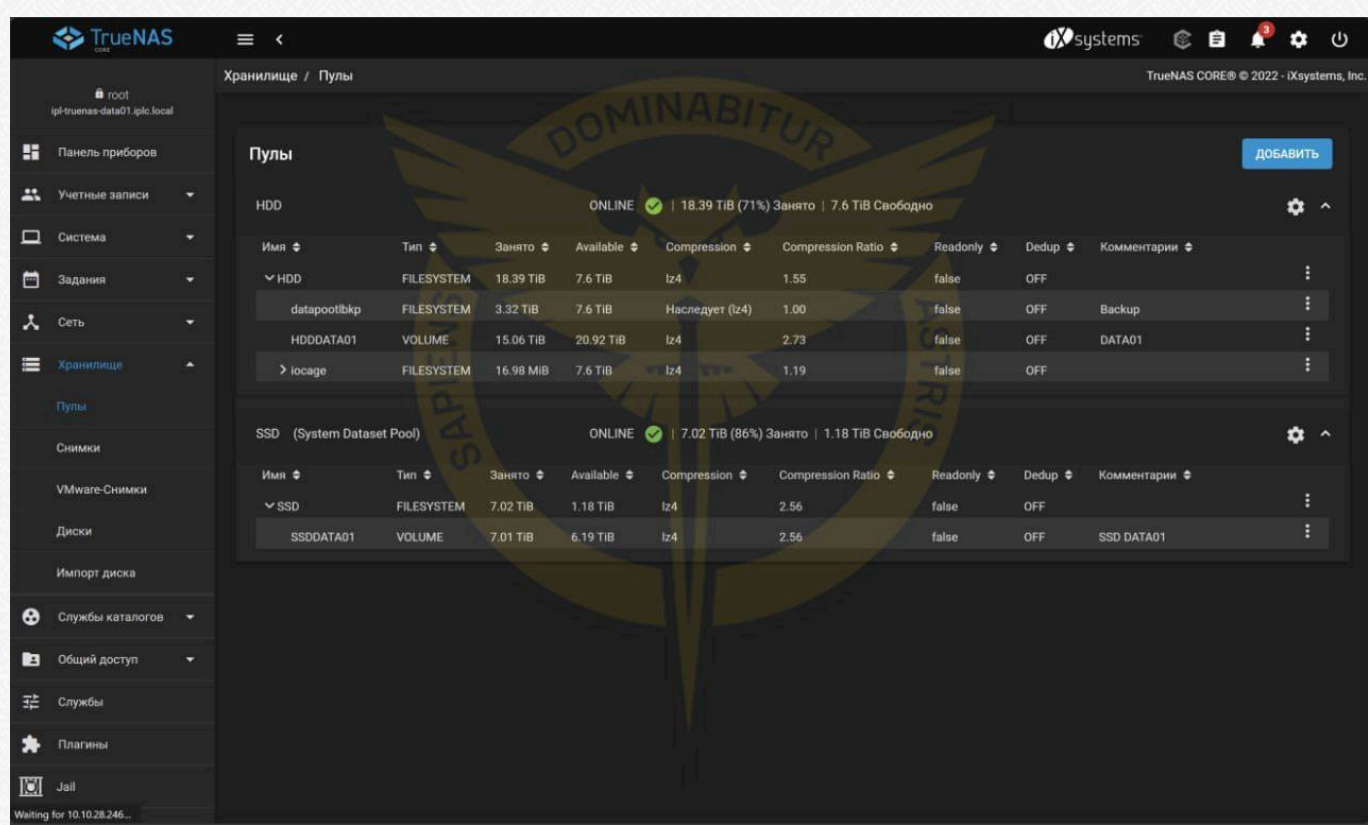 TrueNAS
CORE
iXsystems
3
root
ipl-truenas-data01.iplc.local
Хранилище / Пулы
TrueNAS CORE® © 2022 - iXsystems, Inc.
Панель приборов
Учетные записи
Система
Задания
Сеть
Хранилище
Пулы
Снимки
VMware-Снимки
Диски
Импорт диска
Службы каталогов
Общий доступ
Службы
Плагины
Jail
Waiting for 10.10.28.246...
Пулы
ДОБАВИТЬ
HDD ONLINE | 18.39 TiB (71%) Занято | 7.6 TiB Свободно
Имя Тип Занято Available Compression Compression Ratio Readonly Dedup Комментарии
HDD FILESYSTEM 18.39 TiB 7.6 TiB lz4 1.55 false OFF
datapootlbkp FILESYSTEM 3.32 TiB 7.6 TiB Наследует (lz4) 1.00 false OFF Backup
HDDDATA01 VOLUME 15.06 TiB 20.92 TiB lz4 2.73 false OFF DATA01
iocage FILESYSTEM 16.98 MiB 7.6 TiB lz4 1.19 false OFF
SSD (System Dataset Pool) ONLINE | 7.02 TiB (86%) Занято | 1.18 TiB Свободно
Имя Тип Занято Available Compression Compression Ratio Readonly Dedup Комментарии
SSD FILESYSTEM 7.02 TiB 1.18 TiB lz4 2.56 false OFF
SSDDATA01 VOLUME 7.01 TiB 6.19 TiB lz4 2.56 false OFF SSD DATA01
SAPIENS DOMINABITUR ASTRIS